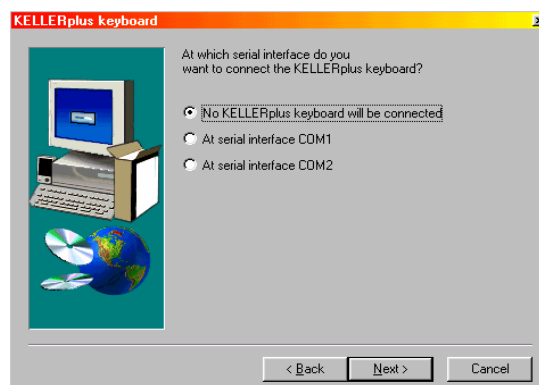 KELLERplus keyboard
At which serial interface do you
want to connect the KELLERplus keyboard?
No KELLERplus keyboard will be connected
At serial interface COM1
At serial interface COM2
< Back
Next >
Cancel